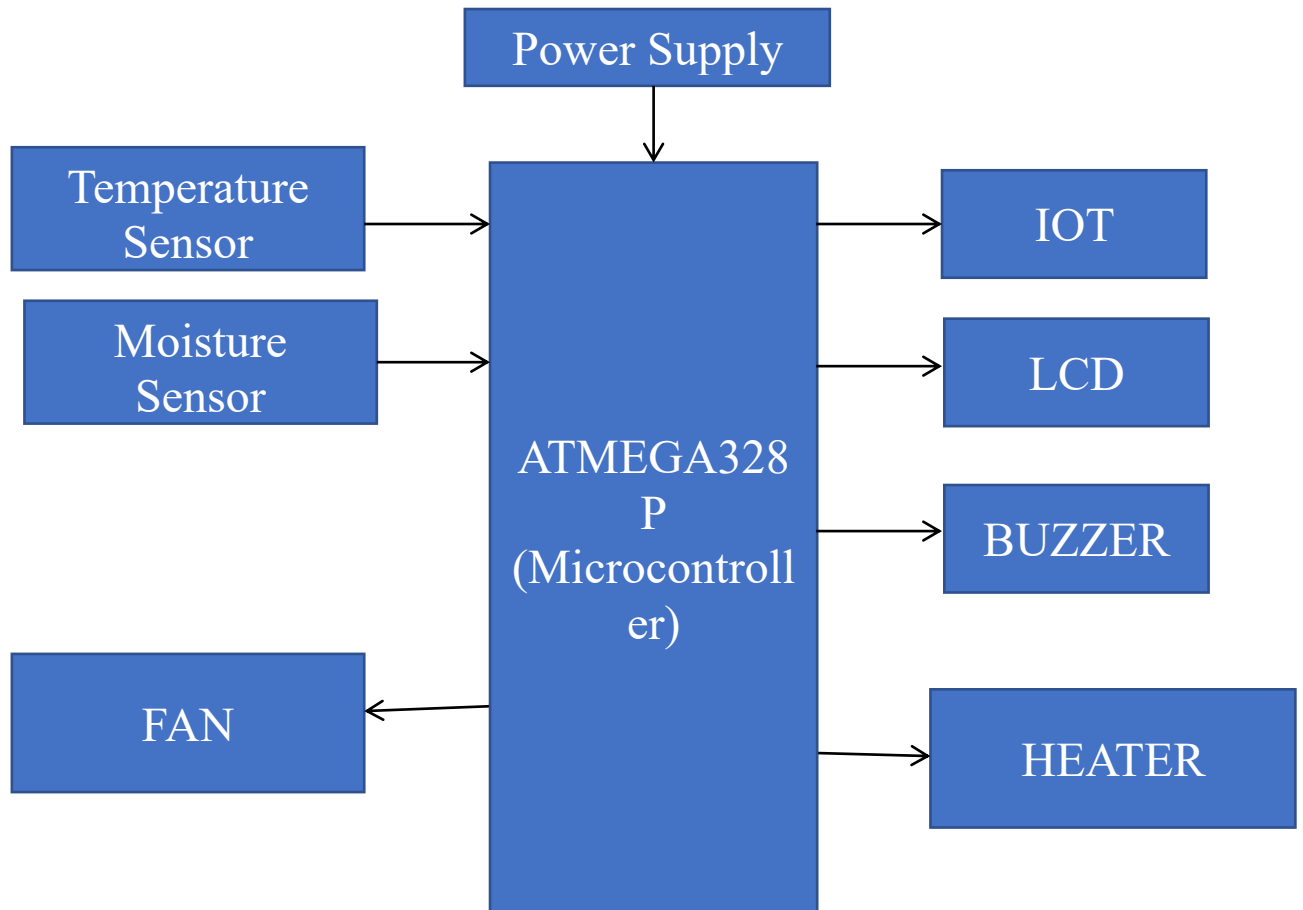 Power Supply
Temperature
Sensor
IOT
Moisture
Sensor
LCD
ATMEGA328
P
(Microcontroll
er)
BUZZER
FAN
HEATER